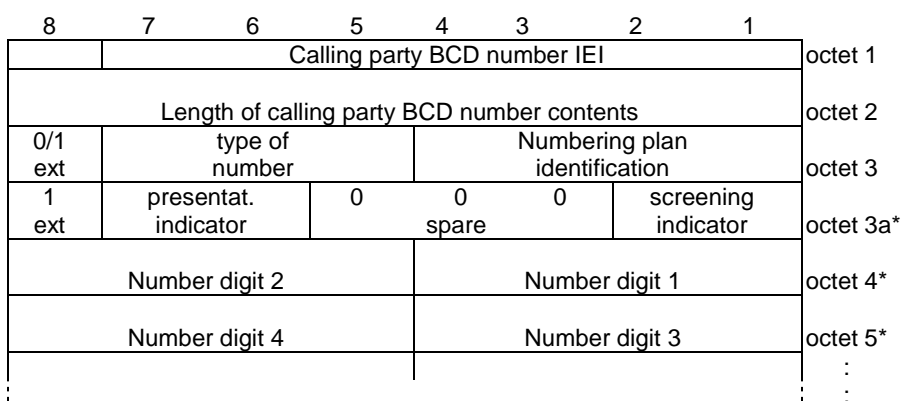 8 7 6 5 4 3 2 1
Calling party BCD number IEI octet 1
Length of calling party BCD number contents octet 2
0/1 type of Numbering plan
ext number identification octet 3
1 presentat. 0 0 0 screening
ext indicator spare indicator octet 3a*
Number digit 2 Number digit 1 octet 4*
Number digit 4 Number digit 3 octet 5*
:
: